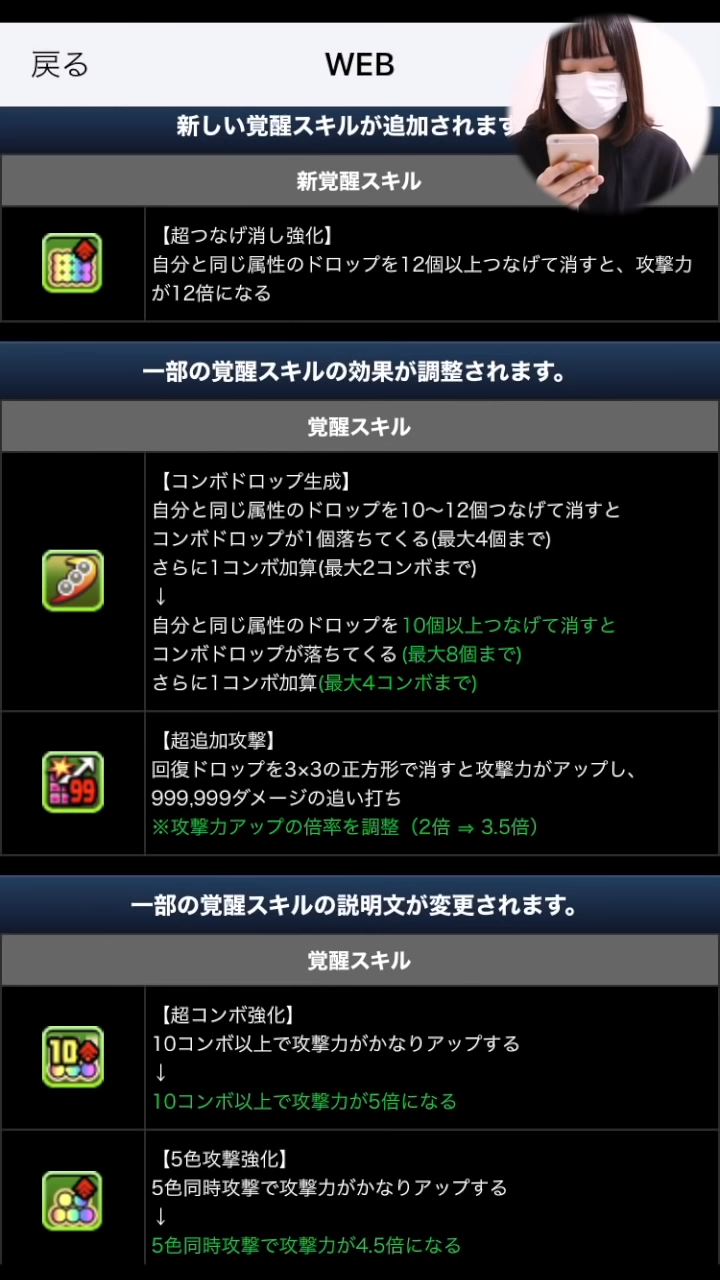 戻る
WEB
新しい覚醒スキルが追加されます
新覚醒スキル
【超つなげ消し強化】
自分と同じ属性のドロップを12個以上つなげて消すと、攻撃力
が12倍になる
一部の覚醒スキルの効果が調整されます。
覚醒スキル
【コンボドロップ生成】
自分と同じ属性のドロップを10〜12個つなげて消すと
コンボドロップが1個落ちてくる(最大4個まで)
さらに1コンボ加算(最大2コンボまで)
↓
自分と同じ属性のドロップを10個以上つなげて消すと
コンボドロップが落ちてくる(最大8個まで)
さらに1コンボ加算(最大4コンボまで)
99
【超追加攻撃】
回復ドロップを3×3の正方形で消すと攻撃力がアップし、
999,999ダメージの追い打ち
※攻撃力アップの倍率を調整（2倍 ⇒ 3.5倍）
一部の覚醒スキルの説明文が変更されます。
覚醒スキル
10
【超コンボ強化】
10コンボ以上で攻撃力がかなりアップする
↓
10コンボ以上で攻撃力が5倍になる
【5色攻撃強化】
5色同時攻撃で攻撃力がかなりアップする
↓
5色同時攻撃で攻撃力が4.5倍になる